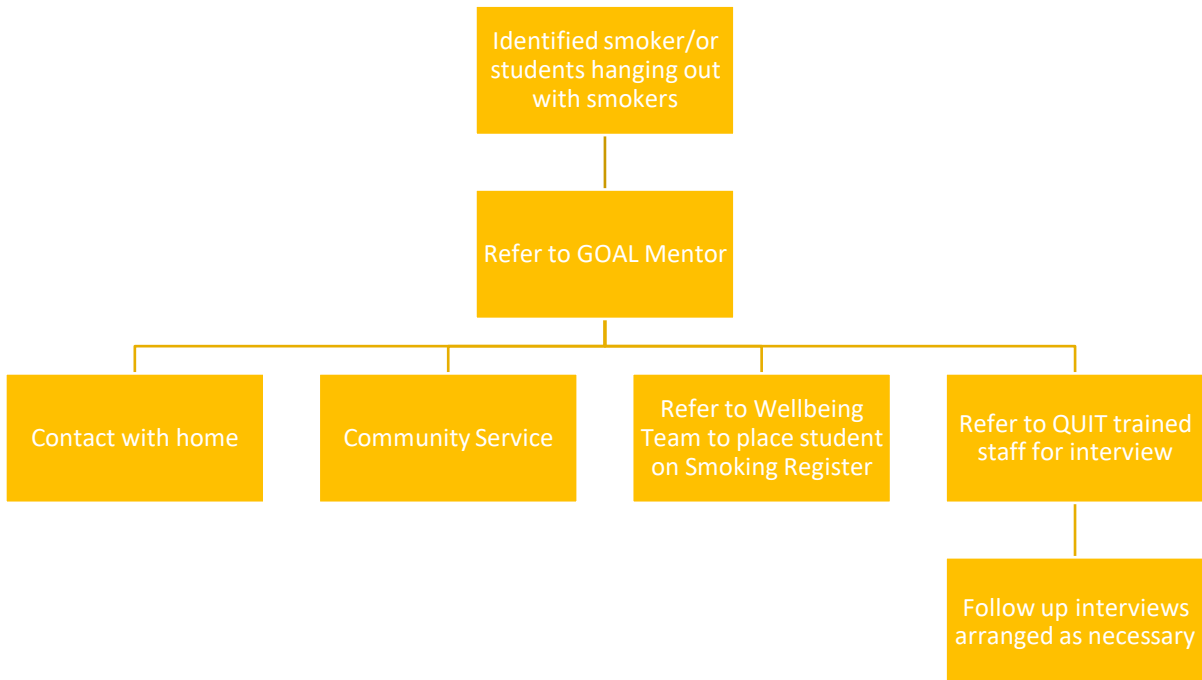 Identified smoker/or
students hanging out
with smokers
Refer to GOAL Mentor
Contact with home
Community Service
Refer to Wellbeing
Team to place student
on Smoking Register
Refer to QUIT trained
staff for interview
Follow up interviews
arranged as necessary